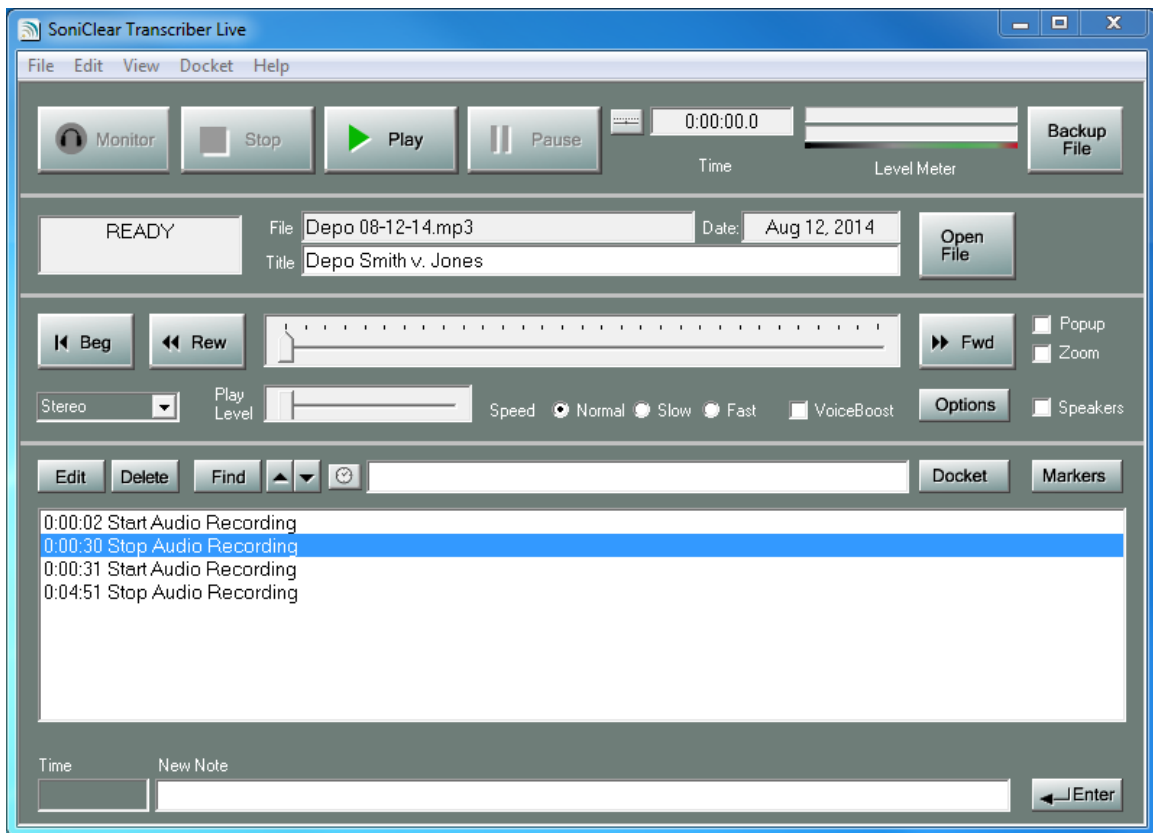 SoniClear Transcriber Live
File Edit View Docket Help
Monitor Stop Play Pause 0:00:00.0 Backup
File
Time Level Meter
READY File Depo 08-12-14.mp3 Date: Aug 12, 2014 Open
File
Title Depo Smith v. Jones
Beg Rew Fwd Popup
Zoom
Stereo Play
Level Speed Normal Slow Fast VoiceBoost Options Speakers
Edit Delete Find Docket Markers
0:00:02 Start Audio Recording
0:00:30 Stop Audio Recording
0:00:31 Start Audio Recording
0:04:51 Stop Audio Recording
Time New Note
Enter